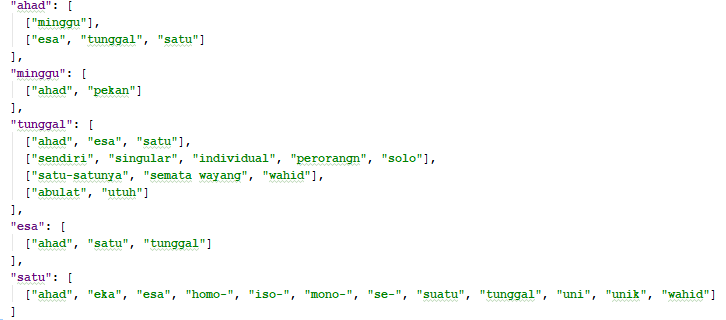 "ahad": [
["minggu"],
["esa", "tunggal", "satu"]
],
"minggu": [
["ahad", "pekan"]
],
"tunggal": [
["ahad", "esa", "satu"],
["sendiri", "singular", "individual", "perorangn", "solo"],
["satu-satunya", "semata wayang", "wahid"],
["abulat", "utuh"]
],
"esa": [
["ahad", "satu", "tunggal"]
],
"satu": [
["ahad", "eka", "esa", "homo-", "iso-", "mono-", "se-", "suatu", "tunggal", "uni", "unik", "wahid"]
]